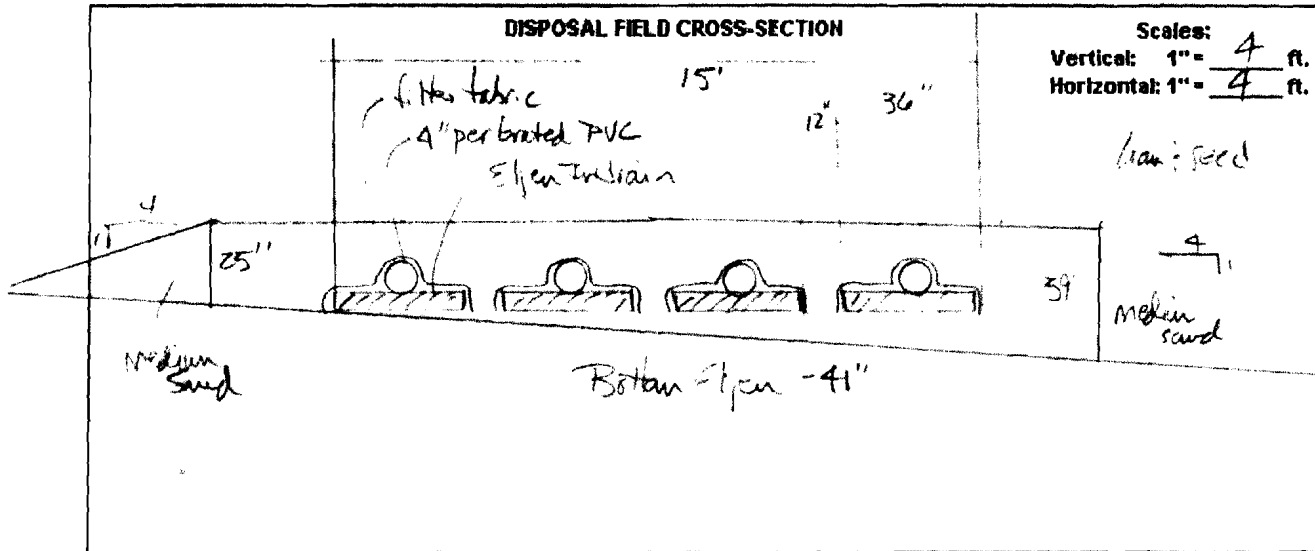 DISPOSAL FIELD CROSS-SECTION
Scales:
Vertical: 1" = 4 ft.
Horizontal: 1" = 4 ft.
15'
36"
12"
filter fabric
4" perforated PVC
Eljen Indrain
loam & seed
4
1
25"
39"
4
1
Medium
Sand
medium
sand
Bottom Eljen -41"